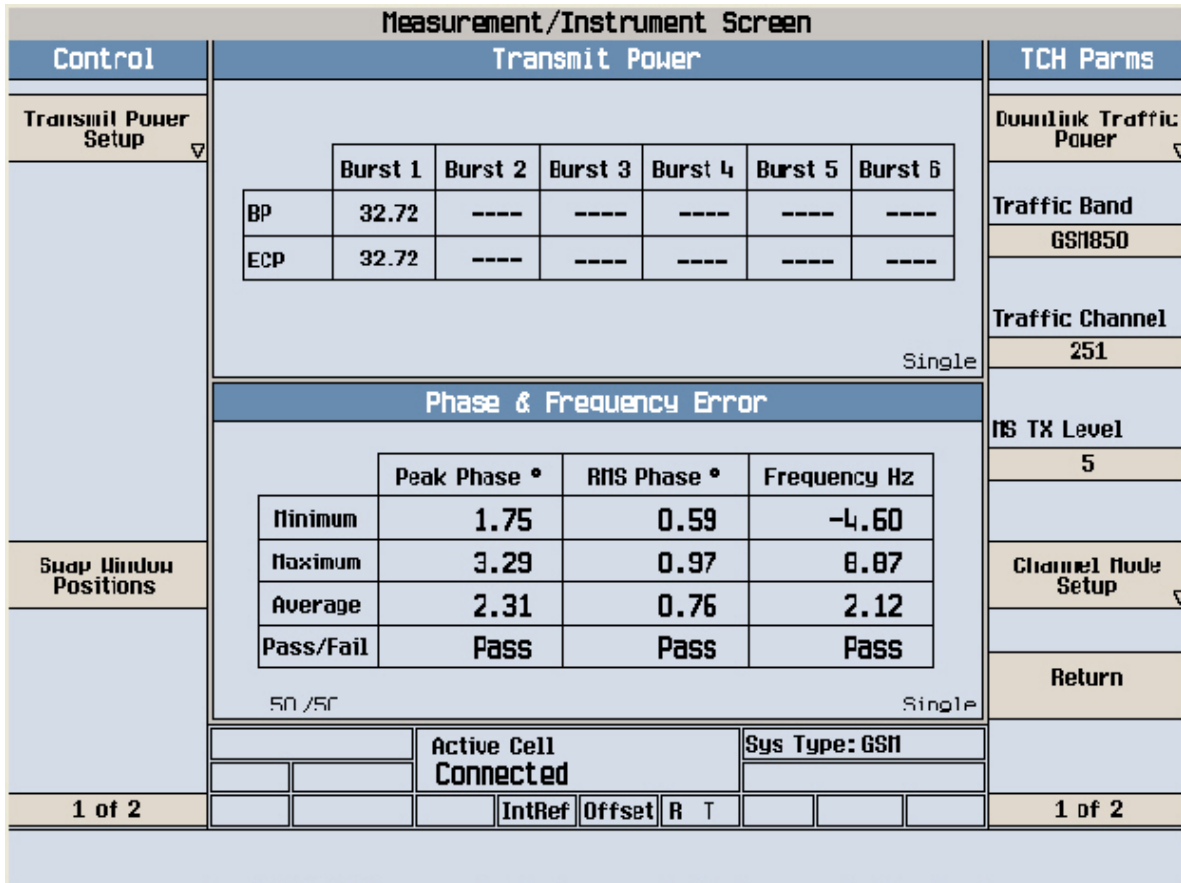 Measurement/Instrument Screen
Control
Transmit Power
Setup
Swap Window
Positions
1 of 2
Transmit Power
Burst 1 Burst 2 Burst 3 Burst 4 Burst 5 Burst 6
BP 32.72 ---- ---- ---- ---- ----
ECP 32.72 ---- ---- ---- ---- ----
Single
Phase & Frequency Error
Peak Phase ° RMS Phase ° Frequency Hz
Minimum 1.75 0.59 -4.60
Maximum 3.29 0.97 8.87
Average 2.31 0.76 2.12
Pass/Fail Pass Pass Pass
50/50 Single
Active Cell Sys Type: GSM
Connected
IntRef Offset R T
TCH Parms
Downlink Traffic
Power
Traffic Band
GSM850
Traffic Channel
251
MS TX Level
5
Channel Mode
Setup
Return
1 of 2